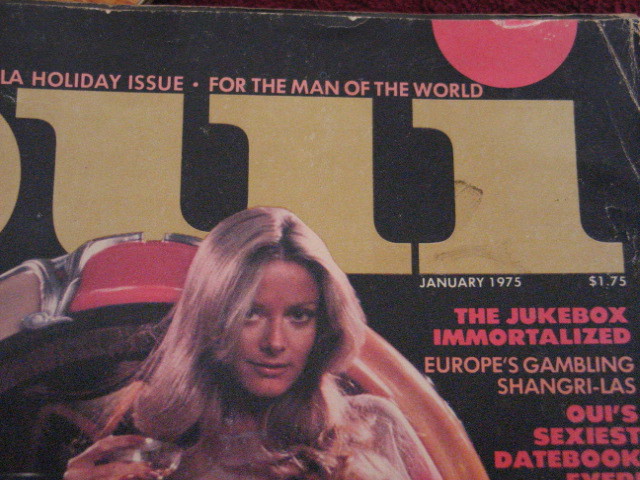 LA HOLIDAY ISSUE • FOR THE MAN OF THE WORLD
oui
JANUARY 1975 $1.75
THE JUKEBOX
IMMORTALIZED
EUROPE'S GAMBLING
SHANGRI-LAS
OUI'S
SEXIEST
DATEBOOK
EVER!